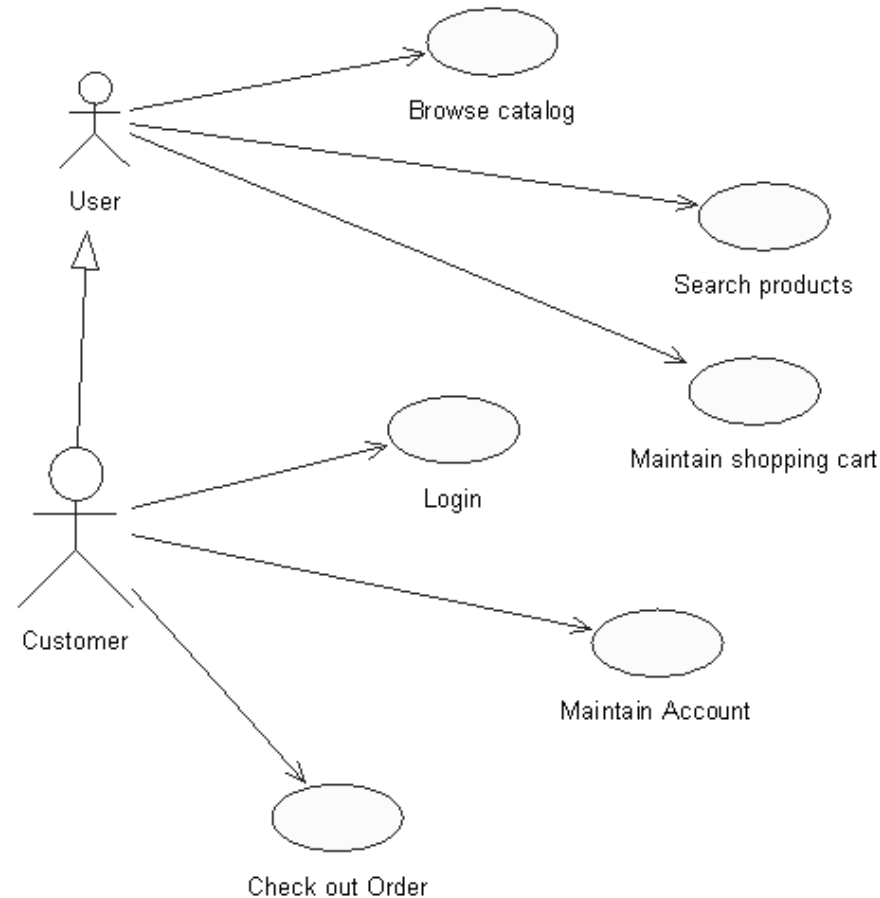 Browse catalog
User
Search products
Maintain shopping cart
Login
Customer
Maintain Account
Check out Order